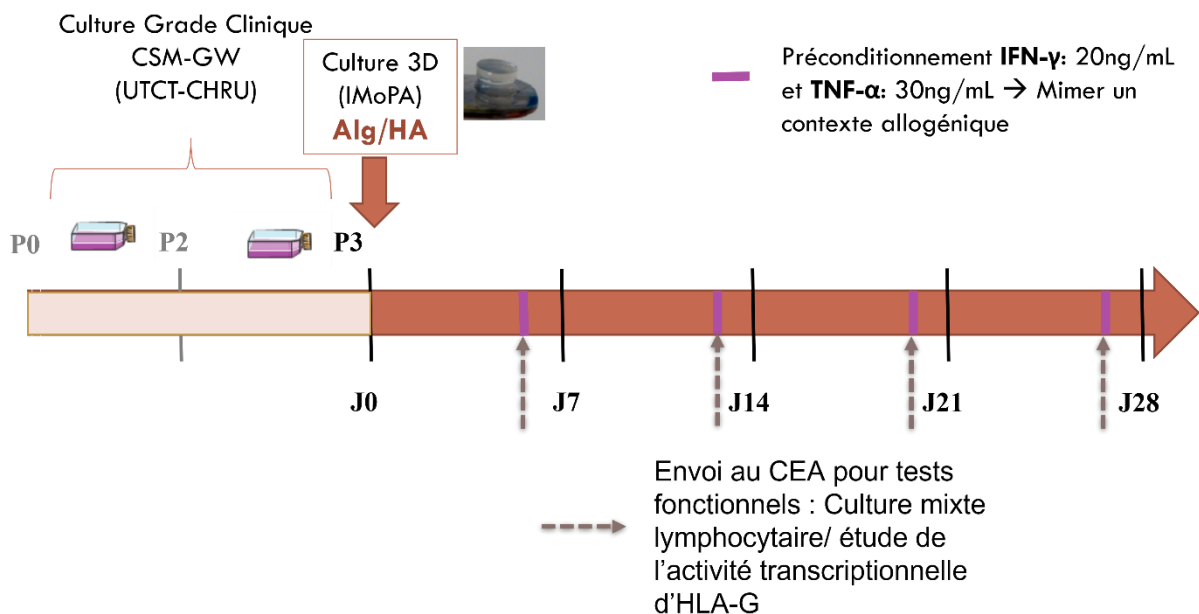 Culture Grade Clinique
CSM-GW
(UTCT-CHRU)
Culture 3D
(IMoPA)
Alg/HA
Préconditionnement IFN-γ: 20ng/mL
et TNF-α: 30ng/mL → Mimer un
contexte allogénique
P0
P2
P3
J0
J7
J14
J21
J28
Envoi au CEA pour tests
fonctionnels : Culture mixte
lymphocytaire/ étude de
l’activité transcriptionnelle
d’HLA-G